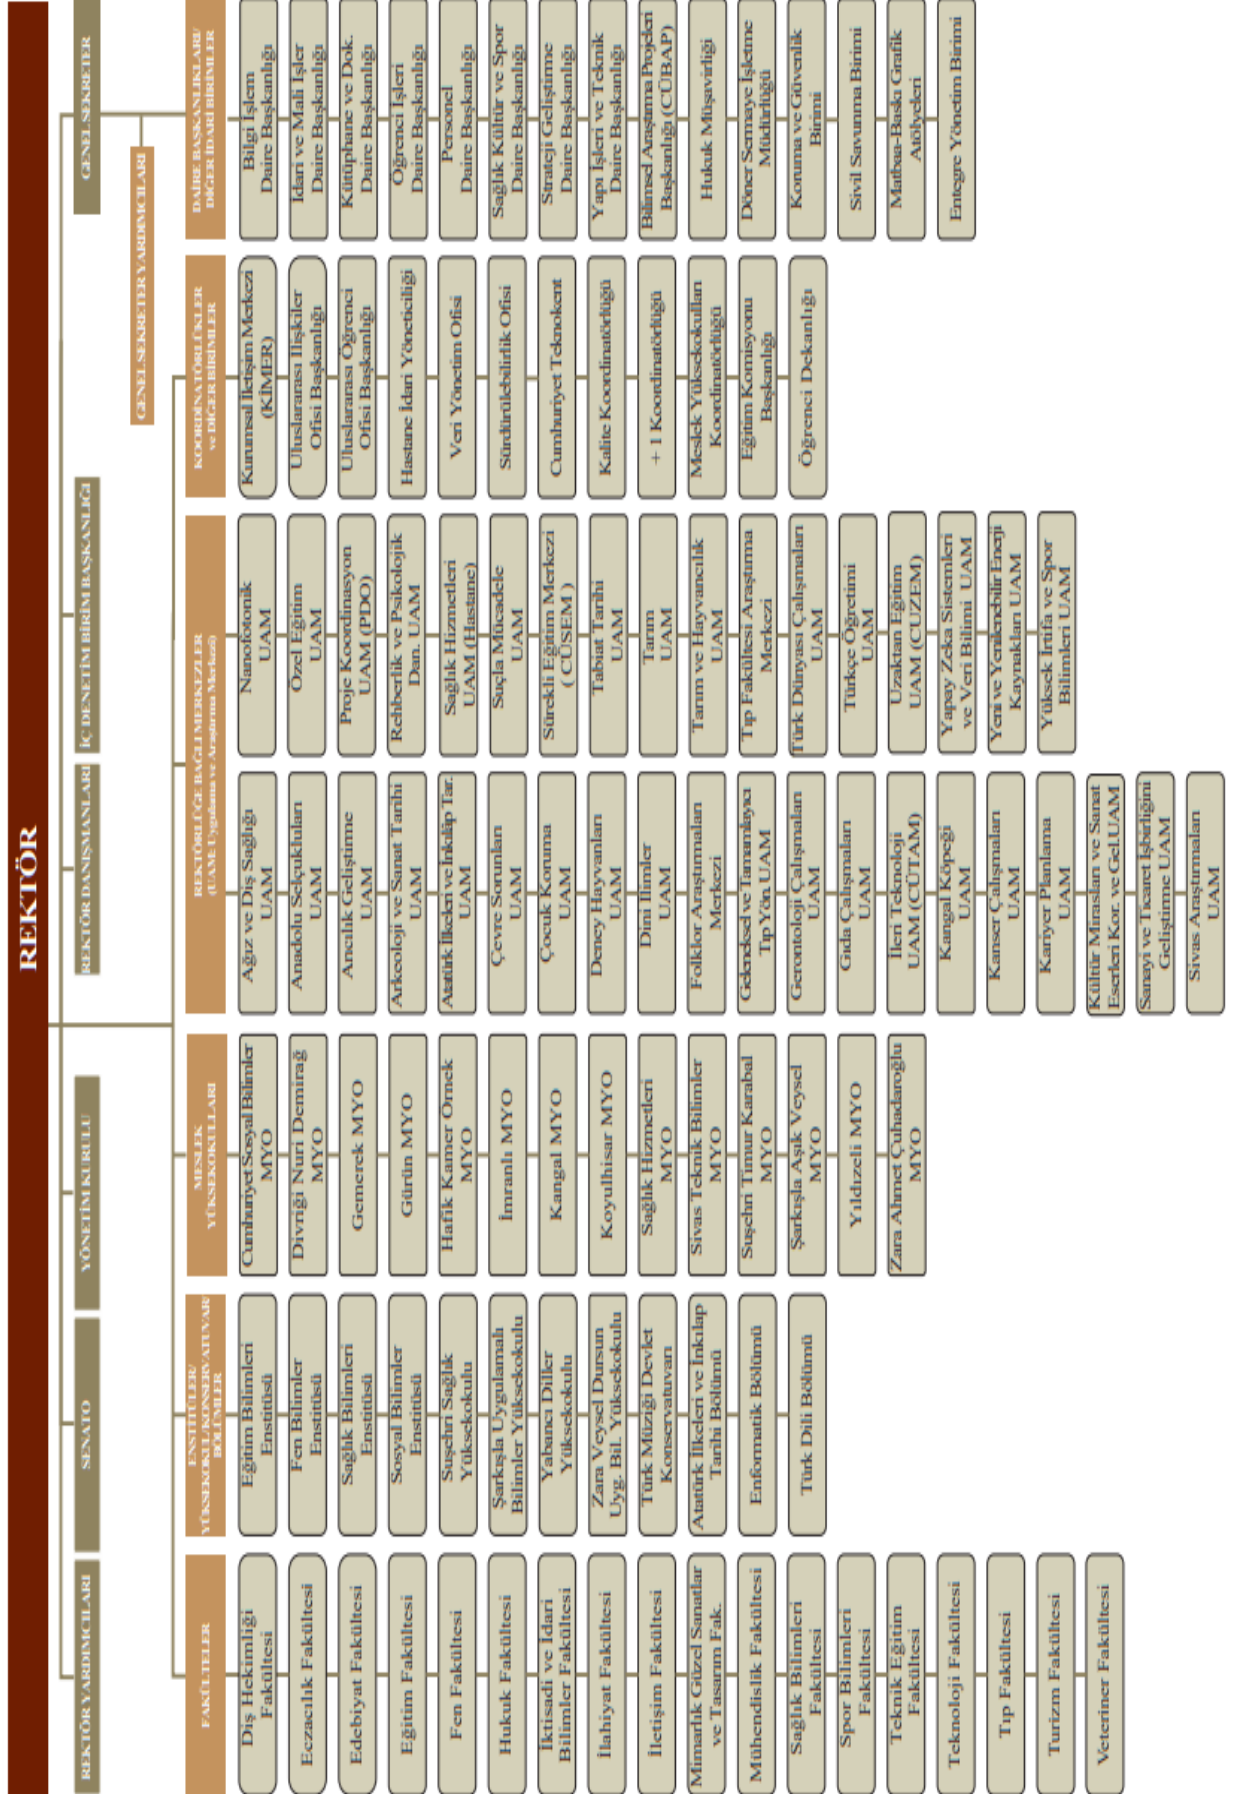 REKTÖR
REKTÖR YARDIMCILARI
SENATO
YÖNETİM KURULU
REKTÖR DANIŞMANLARI
İÇ DENETİM BİRİM BAŞKANLIĞI
GENEL SEKRETER
GENEL SEKRETER YARDIMCILARI
FAKÜLTELER
Diş Hekimliği
Fakültesi
Eczacılık Fakültesi
Edebiyat Fakültesi
Eğitim Fakültesi
Fen Fakültesi
Hukuk Fakültesi
İktisadi ve İdari
Bilimler Fakültesi
İlahiyat Fakültesi
İletişim Fakültesi
Mimarlık Güzel Sanatlar
ve Tasarım Fak.
Mühendislik Fakültesi
Sağlık Bilimleri
Fakültesi
Spor Bilimleri
Fakültesi
Teknik Eğitim
Fakültesi
Teknoloji Fakültesi
Tıp Fakültesi
Turizm Fakültesi
Veteriner Fakültesi
ENSTİTÜLER/
YÜKSEKOKUL/KONSERVATUVAR/
BÖLÜMLER
Eğitim Bilimleri
Enstitüsü
Fen Bilimler
Enstitüsü
Sağlık Bilimleri
Enstitüsü
Sosyal Bilimler
Enstitüsü
Suşehri Sağlık
Yüksekokulu
Şarkışla Uygulamalı
Bilimler Yüksekokulu
Yabancı Diller
Yüksekokulu
Zara Veysel Dursun
Uyg. Bil. Yüksekokulu
Türk Müziği Devlet
Konservatuvarı
Atatürk İlkeleri ve İnkılap
Tarihi Bölümü
Enformatik Bölümü
Türk Dili Bölümü
MESLEK
YÜKSEKOKULLARI
Cumhuriyet Sosyal Bilimler
MYO
Divriği Nuri Demirağ
MYO
Gemerek MYO
Gürün MYO
Hafik Kamer Örnek
MYO
İmranlı MYO
Kangal MYO
Koyulhisar MYO
Sağlık Hizmetleri
MYO
Sivas Teknik Bilimler
MYO
Suşehri Timur Karabal
MYO
Şarkışla Aşık Veysel
MYO
Yıldızeli MYO
Zara Ahmet Çuhadaroğlu
MYO
REKTÖRLÜĞE BAĞLI MERKEZLER
(UAM: Uygulama ve Araştırma Merkezi)
Ağız ve Diş Sağlığı
UAM
Anadolu Selçukluları
UAM
Arıcılık Geliştirme
UAM
Arkeoloji ve Sanat Tarihi
UAM
Atatürk İlkeleri ve İnkılap Tar.
UAM
Çevre Sorunları
UAM
Çocuk Koruma
UAM
Deney Hayvanları
UAM
Dini İlimler
UAM
Folklor Araştırmaları
Merkezi
Geleneksel ve Tamamlayıcı
Tıp Yön. UAM
Gerontoloji Çalışmaları
UAM
Gıda Çalışmaları
UAM
İleri Teknoloji
UAM (CÜTAM)
Kangal Köpeği
UAM
Kanser Çalışmaları
UAM
Kariyer Planlama
UAM
Kültür Mirasları ve Sanat
Eserleri Kor. ve Gel.UAM
Sanayi ve Ticaret İşbirliğini
Geliştirme UAM
Sivas Araştırmaları
UAM
Nanofotonik
UAM
Özel Eğitim
UAM
Proje Koordinasyon
UAM (PDO)
Rehberlik ve Psikolojik
Dan. UAM
Sağlık Hizmetleri
UAM (Hastane)
Suçla Mücadele
UAM
Sürekli Eğitim Merkezi
( CÜSEM )
Tabiat Tarihi
UAM
Tarım
UAM
Tarım ve Hayvancılık
UAM
Tıp Fakültesi Araştırma
Merkezi
Türk Dünyası Çalışmaları
UAM
Türkçe Öğretimi
UAM
Uzaktan Eğitim
UAM (CUZEM)
Yapay Zeka Sistemleri
ve Veri Bilimi UAM
Yeni ve Yenilenebilir Enerji
Kaynakları UAM
Yüksek İrtifa ve Spor
Bilimleri UAM
KOORDİNATÖRLÜKLER
ve DİĞER BİRİMLER
Kurumsal İletişim Merkezi
(KİMER)
Uluslararası İlişkiler
Ofisi Başkanlığı
Uluslararası Öğrenci
Ofisi Başkanlığı
Hastane İdari Yöneticiliği
Veri Yönetim Ofisi
Sürdürülebilirlik Ofisi
Cumhuriyet Teknokent
Kalite Koordinatörlüğü
+ 1 Koordinatörlüğü
Meslek Yüksekokulları
Koordinatörlüğü
Eğitim Komisyonu
Başkanlığı
Öğrenci Dekanlığı
DAİRE BAŞKANLIKLARI/
DİĞER İDARİ BİRİMLER
Bilgi İşlem
Daire Başkanlığı
İdari ve Mali İşler
Daire Başkanlığı
Kütüphane ve Dok.
Daire Başkanlığı
Öğrenci İşleri
Daire Başkanlığı
Personel
Daire Başkanlığı
Sağlık Kültür ve Spor
Daire Başkanlığı
Strateji Geliştirme
Daire Başkanlığı
Yapı İşleri ve Teknik
Daire Başkanlığı
Bilimsel Araştırma Projeleri
Başkanlığı (CÜBAP)
Hukuk Müşavirliği
Döner Sermaye İşletme
Müdürlüğü
Koruma ve Güvenlik
Birimi
Sivil Savunma Birimi
Matbaa-Baskı Grafik
Atölyeleri
Entegre Yönetim Birimi